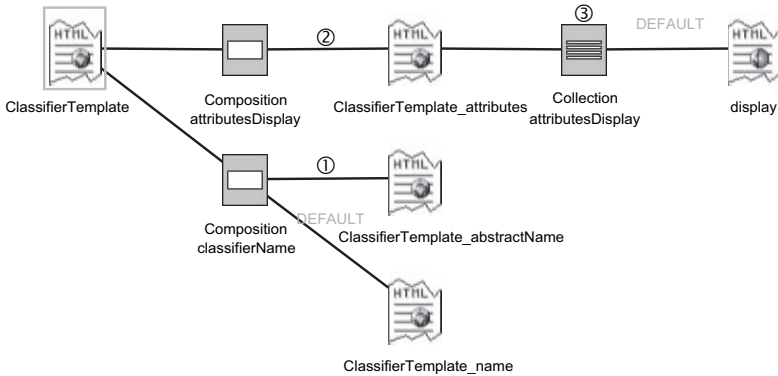 ③
DEFAULT
HTML
②
HTML
HTML
ClassifierTemplate
Composition
attributesDisplay
ClassifierTemplate_attributes
Collection
attributesDisplay
display
①
HTML
DEFAULT
Composition
classifierName
ClassifierTemplate_abstractName
HTML
ClassifierTemplate_name